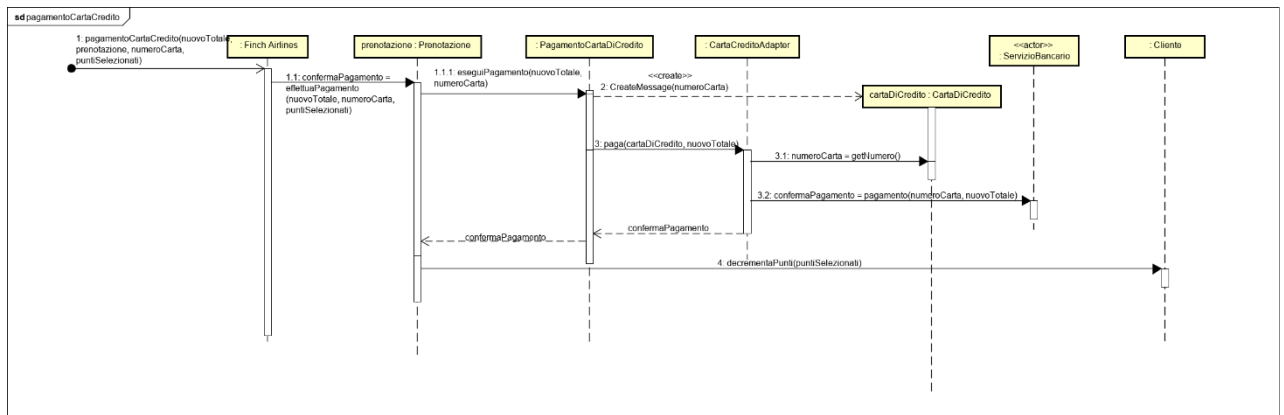 sd pagamentoCartaCredito
1: pagamentoCartaCredito(nuovoTotale,
prenotazione, numeroCarta,
puntiSelezionati)
: Finch Airlines
prenotazione : Prenotazione
: PagamentoCartaDiCredito
: CartaCreditoAdapter
<<actor>>
: ServizioBancario
: Cliente
1.1: confermaPagamento =
effettuaPagamento
(nuovoTotale, numeroCarta,
puntiSelezionati)
1.1.1: eseguiPagamento(nuovoTotale,
numeroCarta)
<<create>>
2: CreateMessage(numeroCarta)
cartaDiCredito : CartaDiCredito
3: paga(cartaDiCredito, nuovoTotale)
3.1: numeroCarta = getNumero()
3.2: confermaPagamento = pagamento(numeroCarta, nuovoTotale)
confermaPagamento
confermaPagamento
4: decrementaPunti(puntiSelezionati)